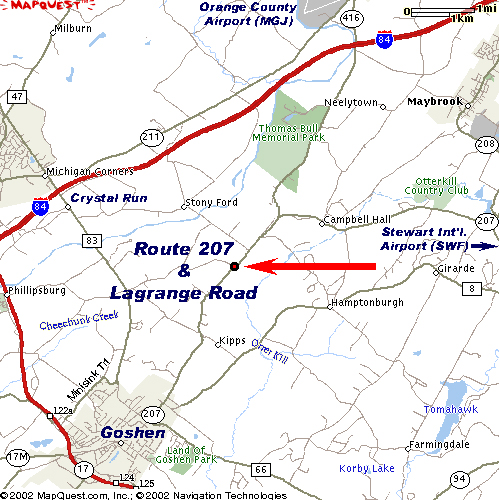 MAPQUEST
Orange County
Airport (MGJ)
416
0
1mi
1km
Milburn
84
47
Neelytown
Maybrook
211
Thomas Bull
Memorial Park
208
Michigan Corners
Otterkill
Country Club
84
Crystal Run
Stony Ford
Campbell Hall
207
83
Route 207
&
Lagrange Road
Stewart Int'l.
Airport (SWF)
Girarde
Phillipsburg
8
Hamptonburgh
Cheechunk Creek
Kipps
Otter Kill
Minisink Tl
122a
207
Tomahawk
Goshen
Land Of
Goshen Park
Farmingdale
17M
17
66
Korby Lake
94
124
125
©2002 MapQuest.com, Inc.; ©2002 Navigation Technologies